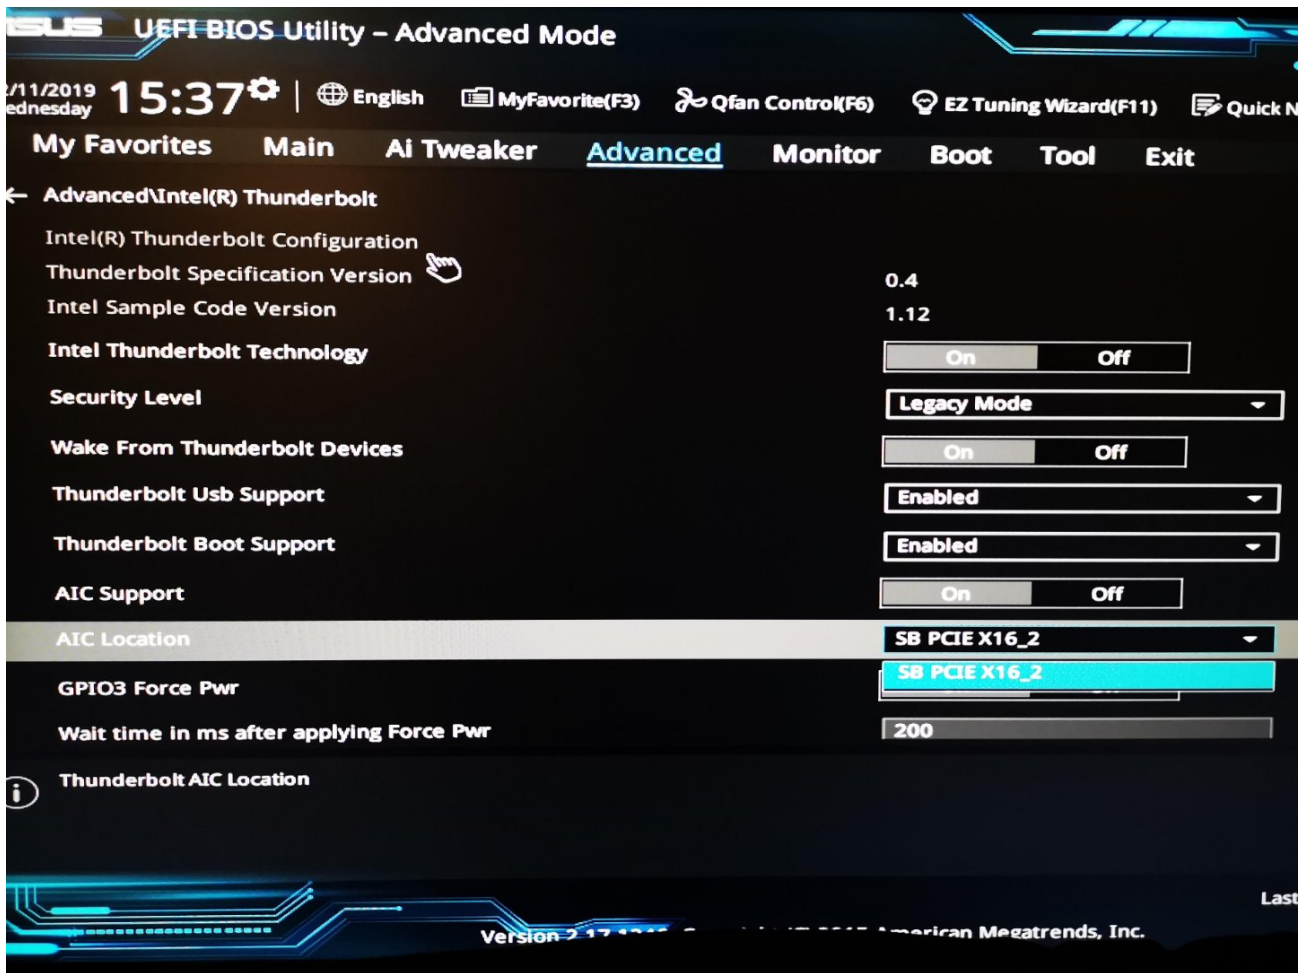 UEFI BIOS Utility – Advanced Mode
/11/2019 15:37 English MyFavorite(F3) Qfan Control(F6) EZ Tuning Wizard(F11) Quick N
ednesday
My Favorites Main Ai Tweaker Advanced Monitor Boot Tool Exit
Advanced\Intel(R) Thunderbolt
Intel(R) Thunderbolt Configuration
Thunderbolt Specification Version 0.4
Intel Sample Code Version 1.12
Intel Thunderbolt Technology On Off
Security Level Legacy Mode
Wake From Thunderbolt Devices On Off
Thunderbolt Usb Support Enabled
Thunderbolt Boot Support Enabled
AIC Support On Off
AIC Location SB PCIE X16_2
SB PCIE X16_2
GPIO3 Force Pwr
Wait time in ms after applying Force Pwr 200
Thunderbolt AIC Location
Last
Version American Megatrends, Inc.